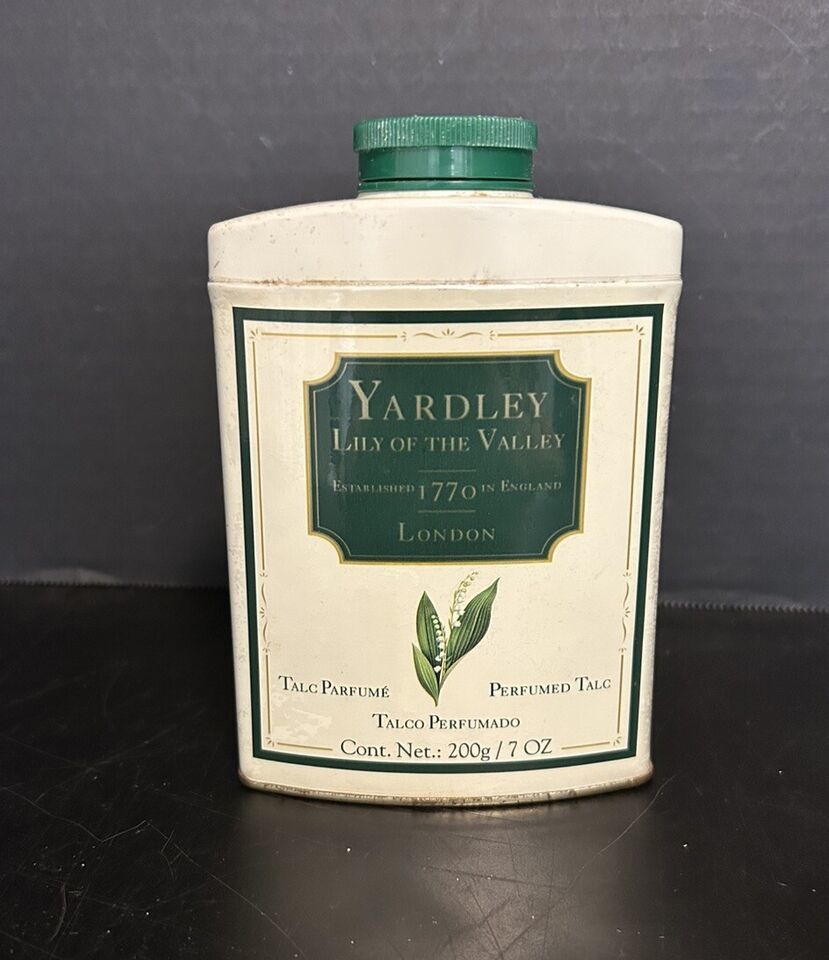 YARDLEY
LILY OF THE VALLEY
ESTABLISHED 1770 IN ENGLAND
LONDON
TALC PARFUMÉ PERFUMED TALC
TALCO PERFUMADO
Cont. Net.: 200g / 7 OZ